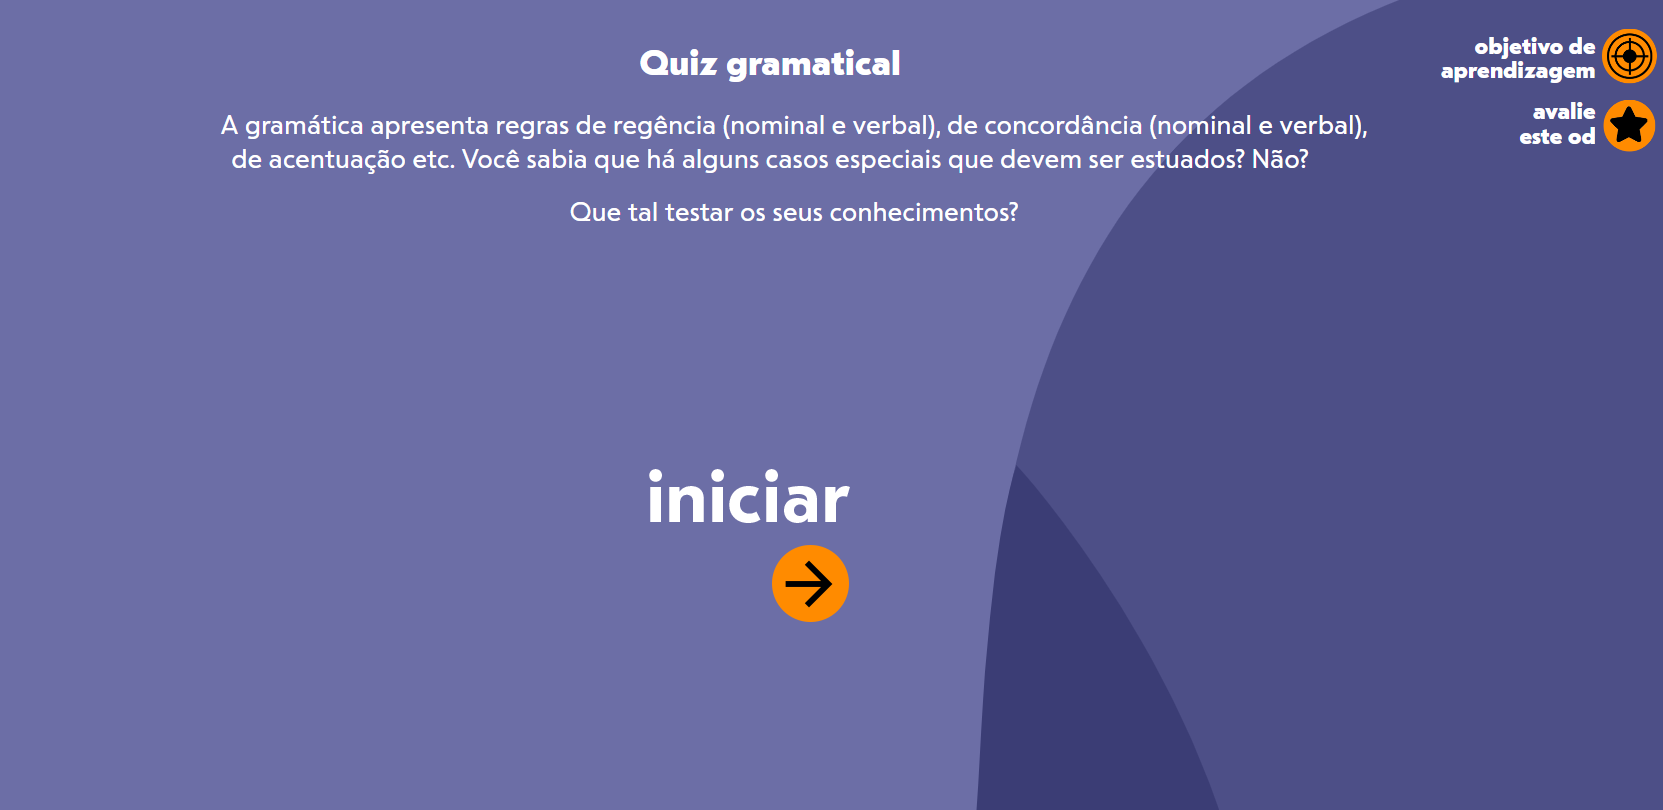 Quiz gramatical
A gramática apresenta regras de regência (nominal e verbal), de concordância (nominal e verbal),
de acentuação etc. Você sabia que há alguns casos especiais que devem ser estuados? Não?
Que tal testar os seus conhecimentos?
iniciar
objetivo de
aprendizagem
avalie
este od